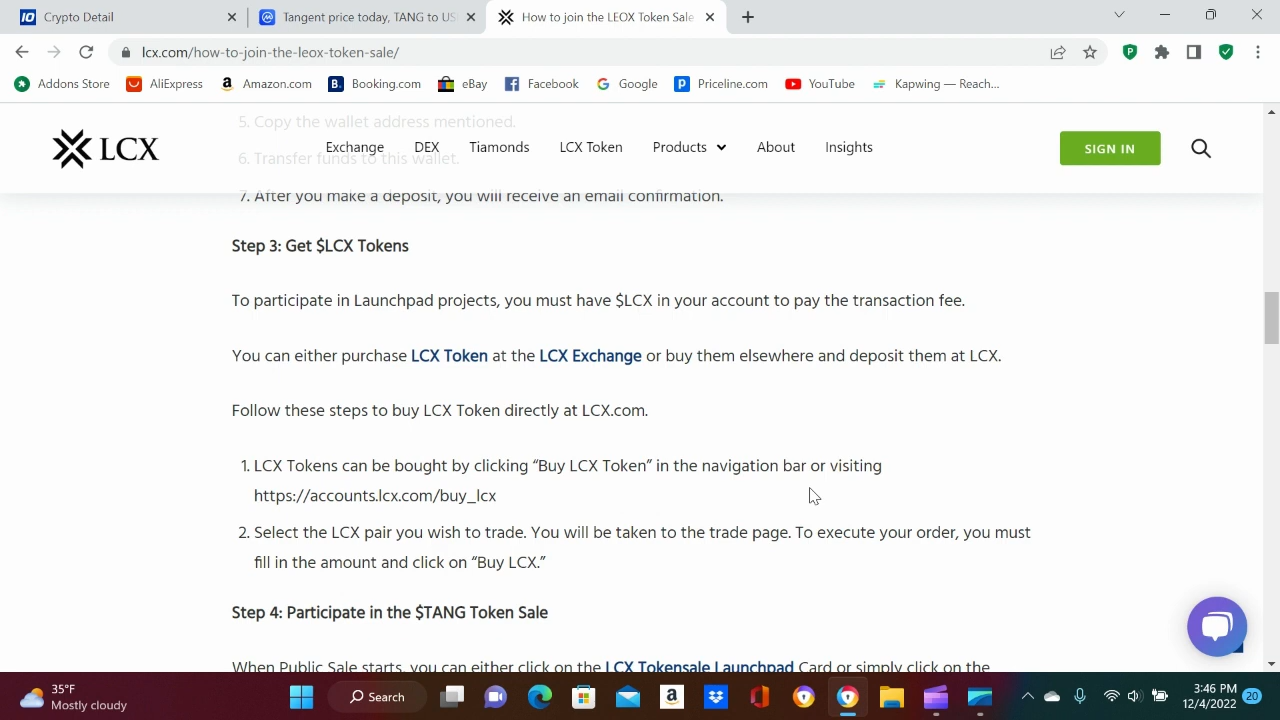 Crypto Detail
Tangent price today, TANG to US
How to join the LEOX Token Sale
lcx.com/how-to-join-the-leox-token-sale/
Addons Store AliExpress Amazon.com Booking.com eBay Facebook Google Priceline.com YouTube Kapwing — Reach...
5. Copy the wallet address mentioned.
LCX Exchange DEX Tiamonds LCX Token Products About Insights SIGN IN
6. Transfer funds to this wallet.
7. After you make a deposit, you will receive an email confirmation.
Step 3: Get $LCX Tokens
To participate in Launchpad projects, you must have $LCX in your account to pay the transaction fee.
You can either purchase LCX Token at the LCX Exchange or buy them elsewhere and deposit them at LCX.
Follow these steps to buy LCX Token directly at LCX.com.
1. LCX Tokens can be bought by clicking “Buy LCX Token” in the navigation bar or visiting
https://accounts.lcx.com/buy_lcx
2. Select the LCX pair you wish to trade. You will be taken to the trade page. To execute your order, you must
fill in the amount and click on “Buy LCX.”
Step 4: Participate in the $TANG Token Sale
When Public Sale starts, you can either click on the LCX Tokensale Launchpad Card or simply click on the
35°F
Mostly cloudy
Search
3:46 PM
12/4/2022
20